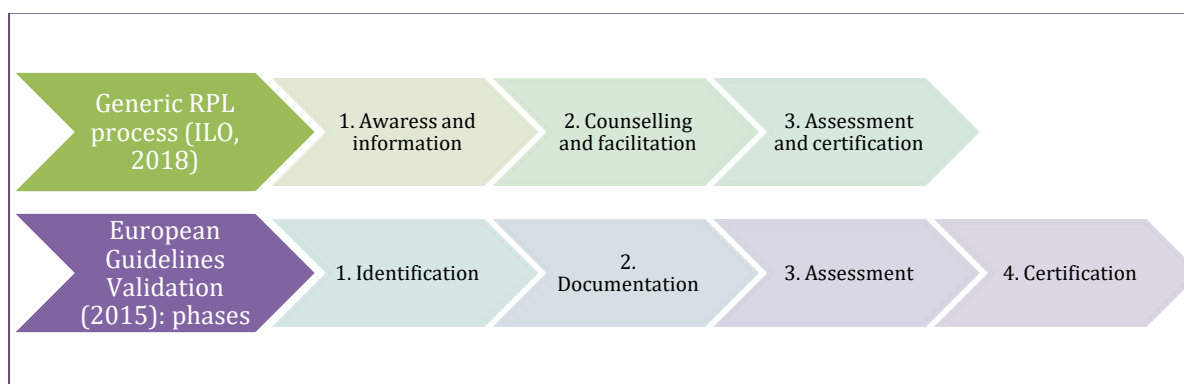 Generic RPL
process (ILO,
2018)
1. Awaress and
information
2. Counselling
and facilitation
3. Assessment
and certification
European
Guidelines
Validation
(2015): phases
1. Identification
2.
Documentation
3. Assessment
4. Certification